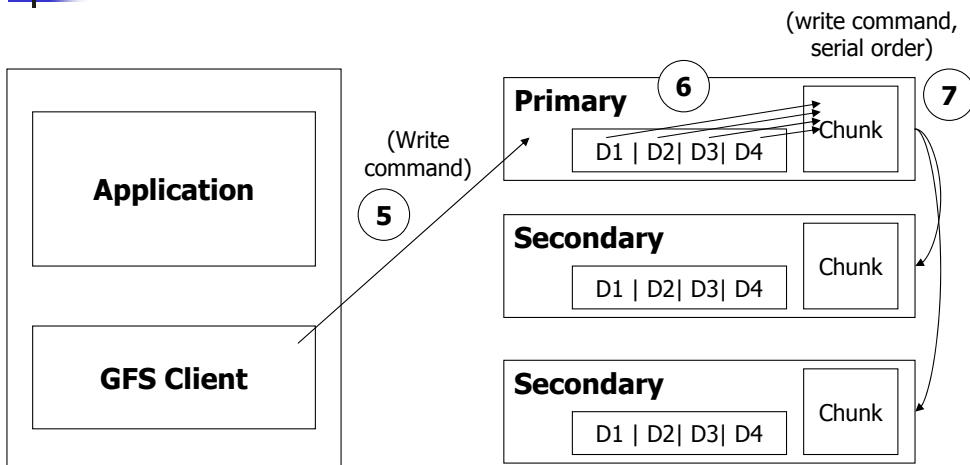 (write command,
serial order)
6
7
Primary
D1 | D2| D3| D4
Chunk
(Write
command)
5
Application
Secondary
D1 | D2| D3| D4
Chunk
GFS Client
Secondary
D1 | D2| D3| D4
Chunk